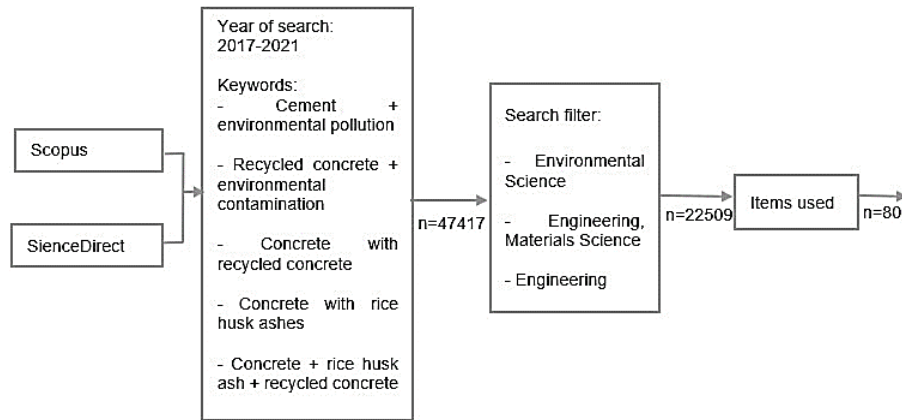 Scopus
SienceDirect
Year of search:
2017-2021
Keywords:
- Cement +
environmental pollution
- Recycled concrete +
environmental
contamination
- Concrete with
recycled concrete
- Concrete with rice
husk ashes
- Concrete + rice husk
ash + recycled concrete
n=47417
Search filter:
- Environmental
Science
- Engineering,
Materials Science
- Engineering
n=22509
Items used
n=80